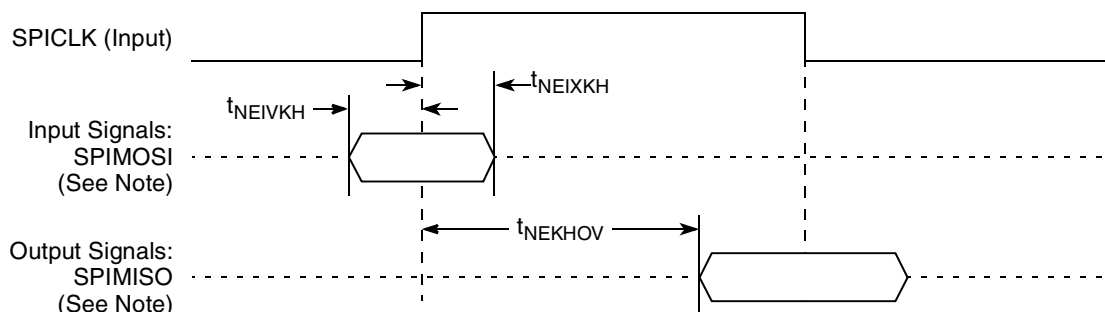 SPICLK (Input)
tNEIXKH
tNEIVKH
Input Signals:
SPIMOSI
(See Note)
tNEKHOV
Output Signals:
SPIMISO
(See Note)